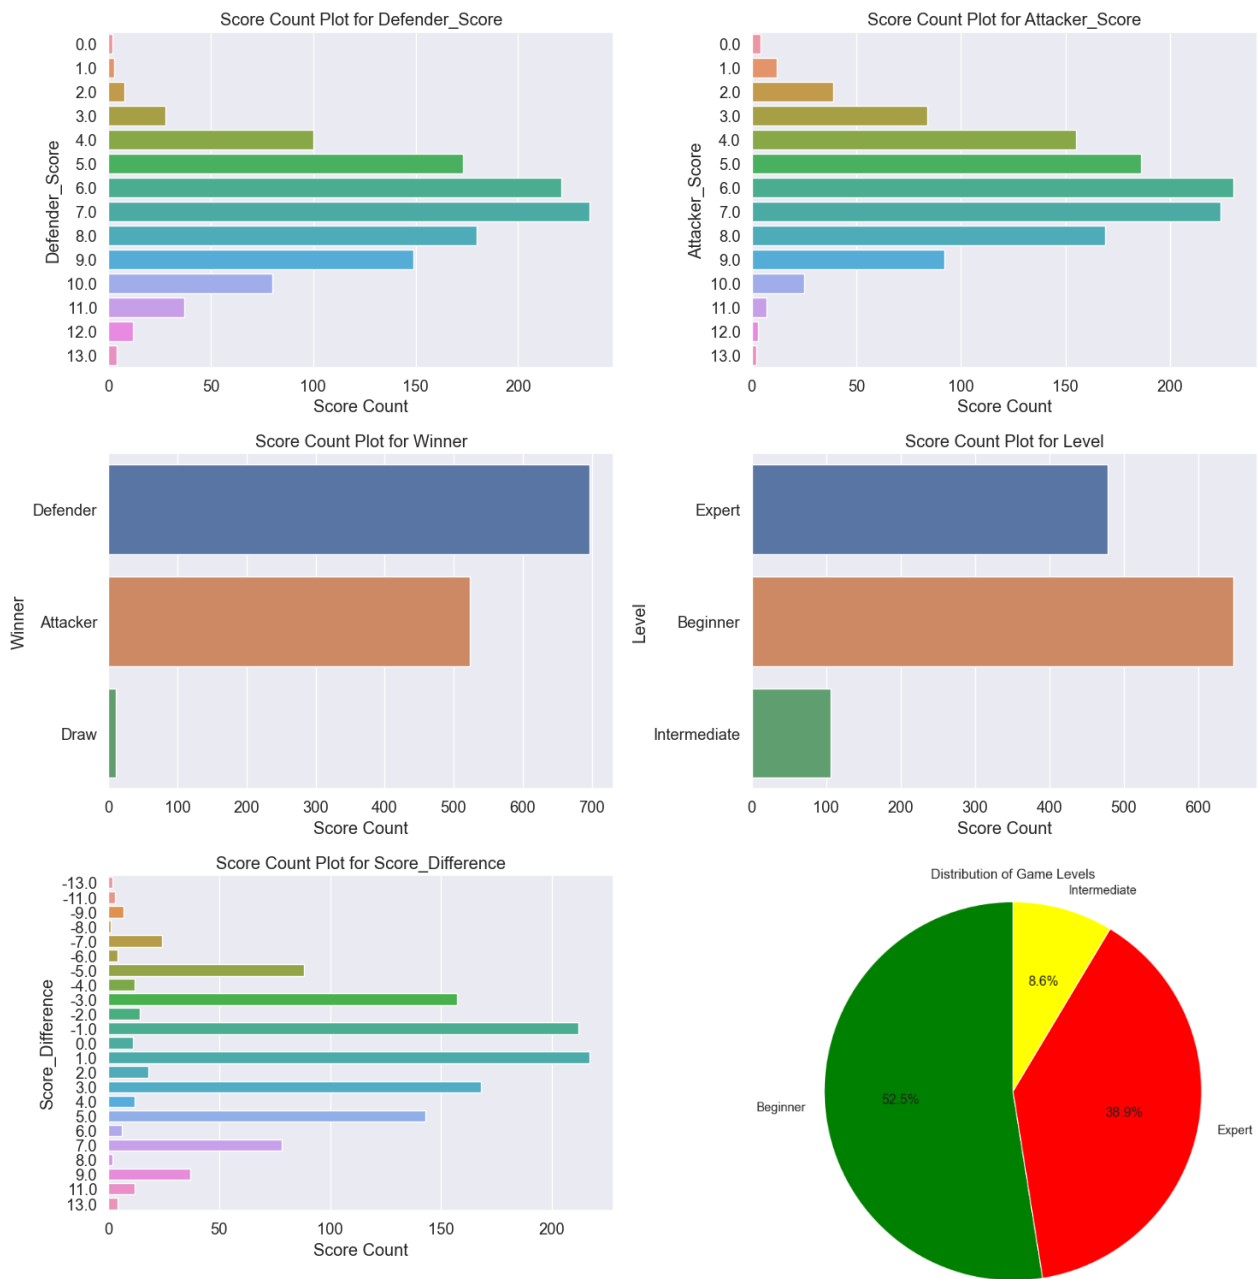 Score Count Plot for Defender_Score
Defender_Score
0.0
1.0
2.0
3.0
4.0
5.0
6.0
7.0
8.0
9.0
10.0
11.0
12.0
13.0
0 50 100 150 200
Score Count
Score Count Plot for Attacker_Score
Attacker_Score
0.0
1.0
2.0
3.0
4.0
5.0
6.0
7.0
8.0
9.0
10.0
11.0
12.0
13.0
0 50 100 150 200
Score Count
Score Count Plot for Winner
Winner
Defender
Attacker
Draw
0 100 200 300 400 500 600 700
Score Count
Score Count Plot for Level
Level
Expert
Beginner
Intermediate
0 100 200 300 400 500 600
Score Count
Score Count Plot for Score_Difference
Score_Difference
-13.0
-11.0
-9.0
-8.0
-7.0
-6.0
-5.0
-4.0
-3.0
-2.0
-1.0
0.0
1.0
2.0
3.0
4.0
5.0
6.0
7.0
8.0
9.0
11.0
13.0
0 50 100 150 200
Score Count
Distribution of Game Levels
Intermediate
8.6%
Beginner
52.5%
38.9%
Expert